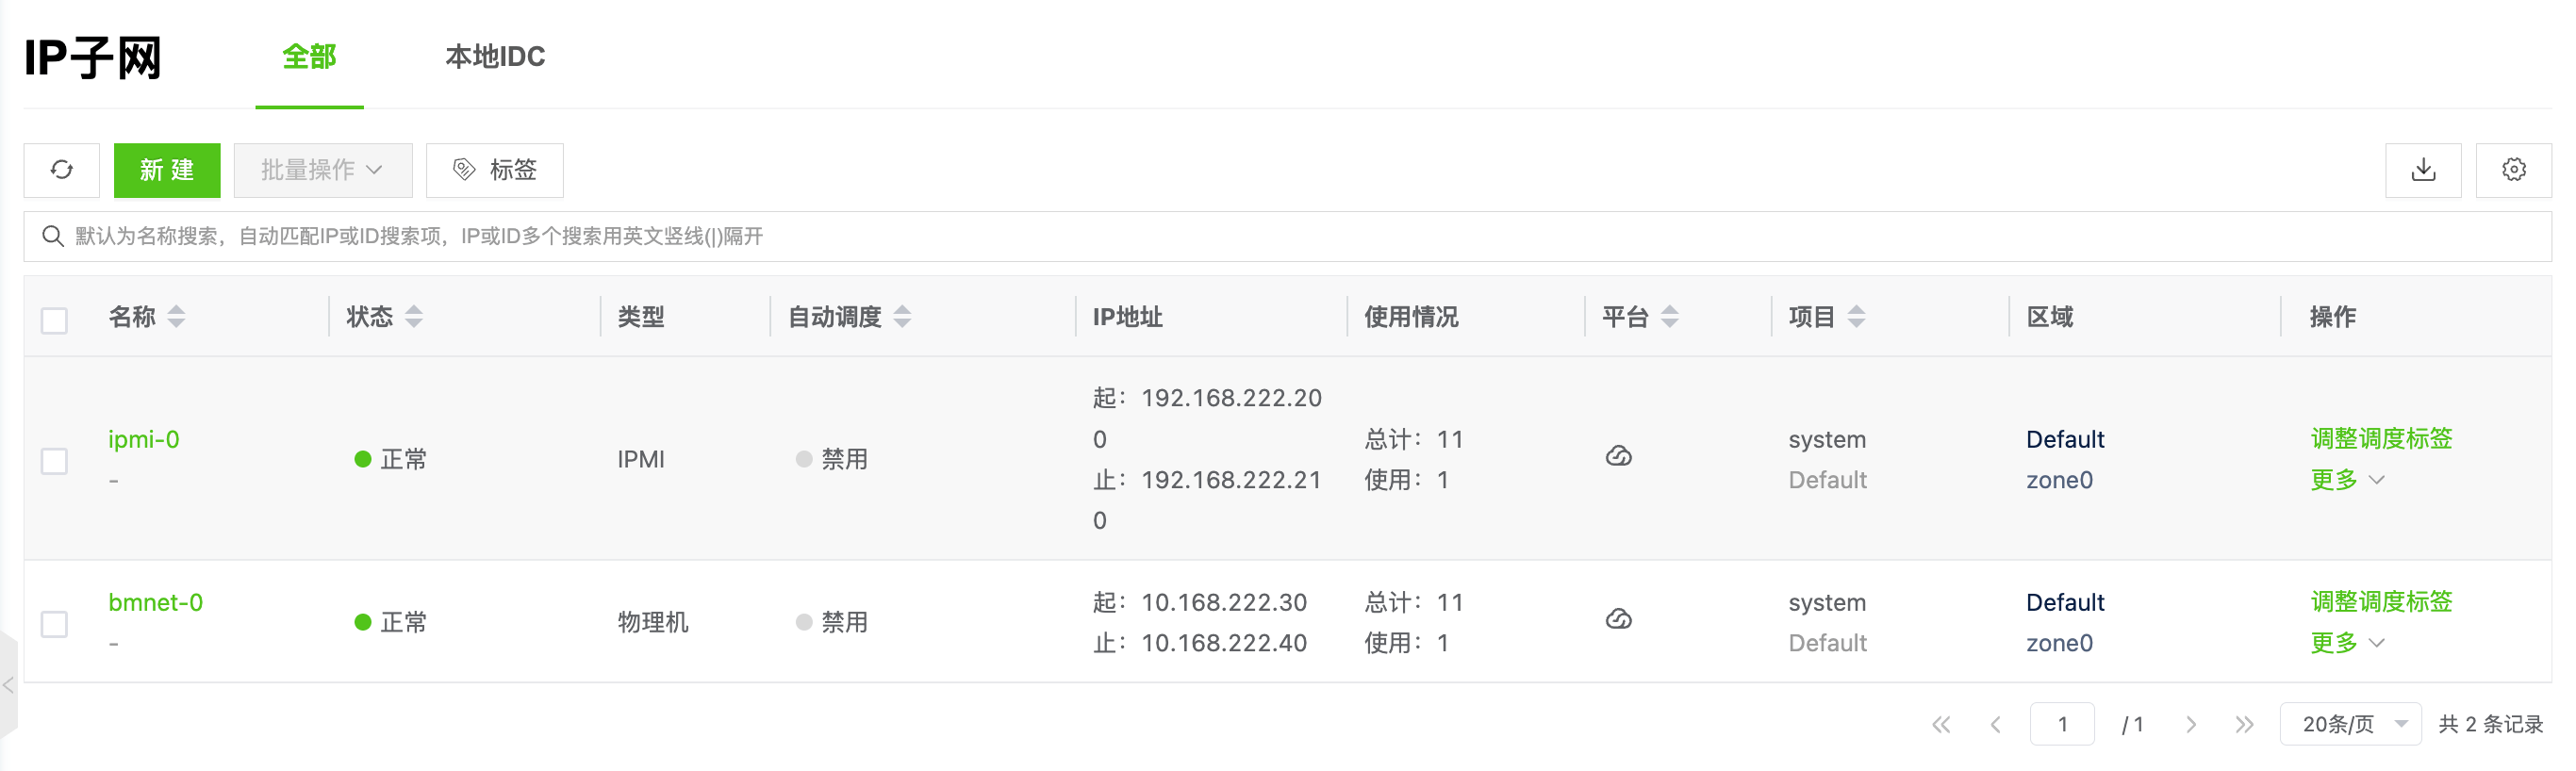 IP子网 全部 本地IDC
新 建 批量操作 标签
默认为名称搜索，自动匹配IP或ID搜索项，IP或ID多个搜索用英文竖线(|)隔开
名称 状态 类型 自动调度 IP地址 使用情况 平台 项目 区域 操作
起：192.168.222.20
ipmi-0 0 总计：11 system Default 调整调度标签
正常 IPMI 禁用
- 止：192.168.222.21 使用：1 Default zone0 更多
0
bmnet-0 起：10.168.222.30 总计：11 system Default 调整调度标签
正常 物理机 禁用
- 止：10.168.222.40 使用：1 Default zone0 更多
1 / 1 20条/页 共 2 条记录